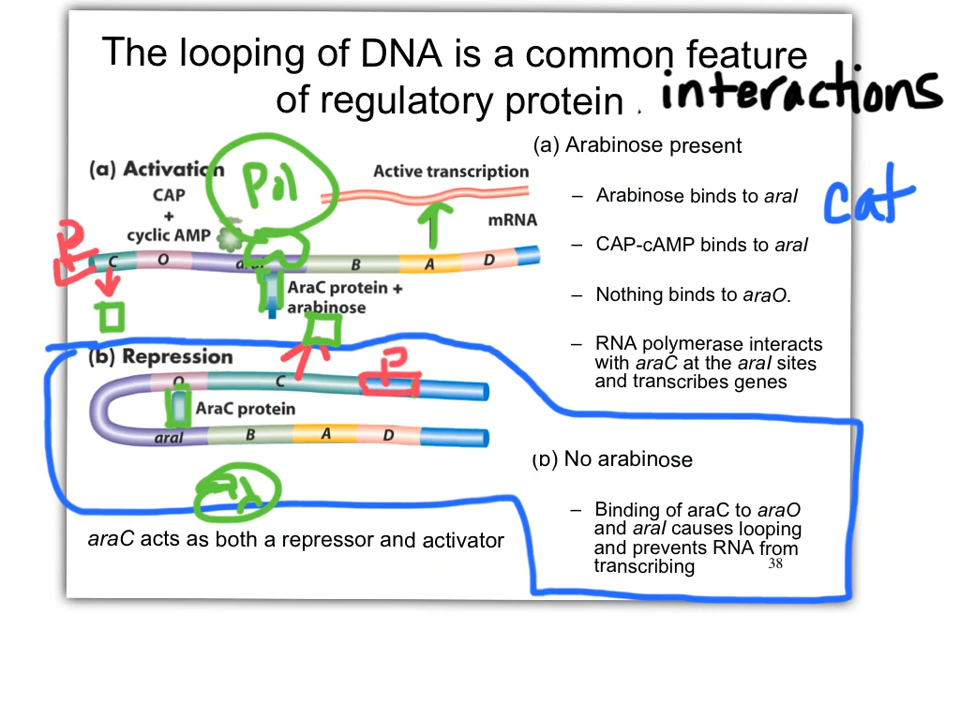 The looping of DNA is a common feature
of regulatory protein . interactions
(a) Activation
CAP
+
cyclic AMP
Pol
Active transcription
mRNA
P
C O B A D
AraC protein +
arabinose
(b) Repression
P
O C
AraC protein
araI B A D
araC acts as both a repressor and activator
(a) Arabinose present
– Arabinose binds to araI
cat
– CAP-cAMP binds to araI
– Nothing binds to araO.
– RNA polymerase interacts
with araC at the araI sites
and transcribes genes
(b) No arabinose
– Binding of araC to araO
and araI causes looping
and prevents RNA from
transcribing
38